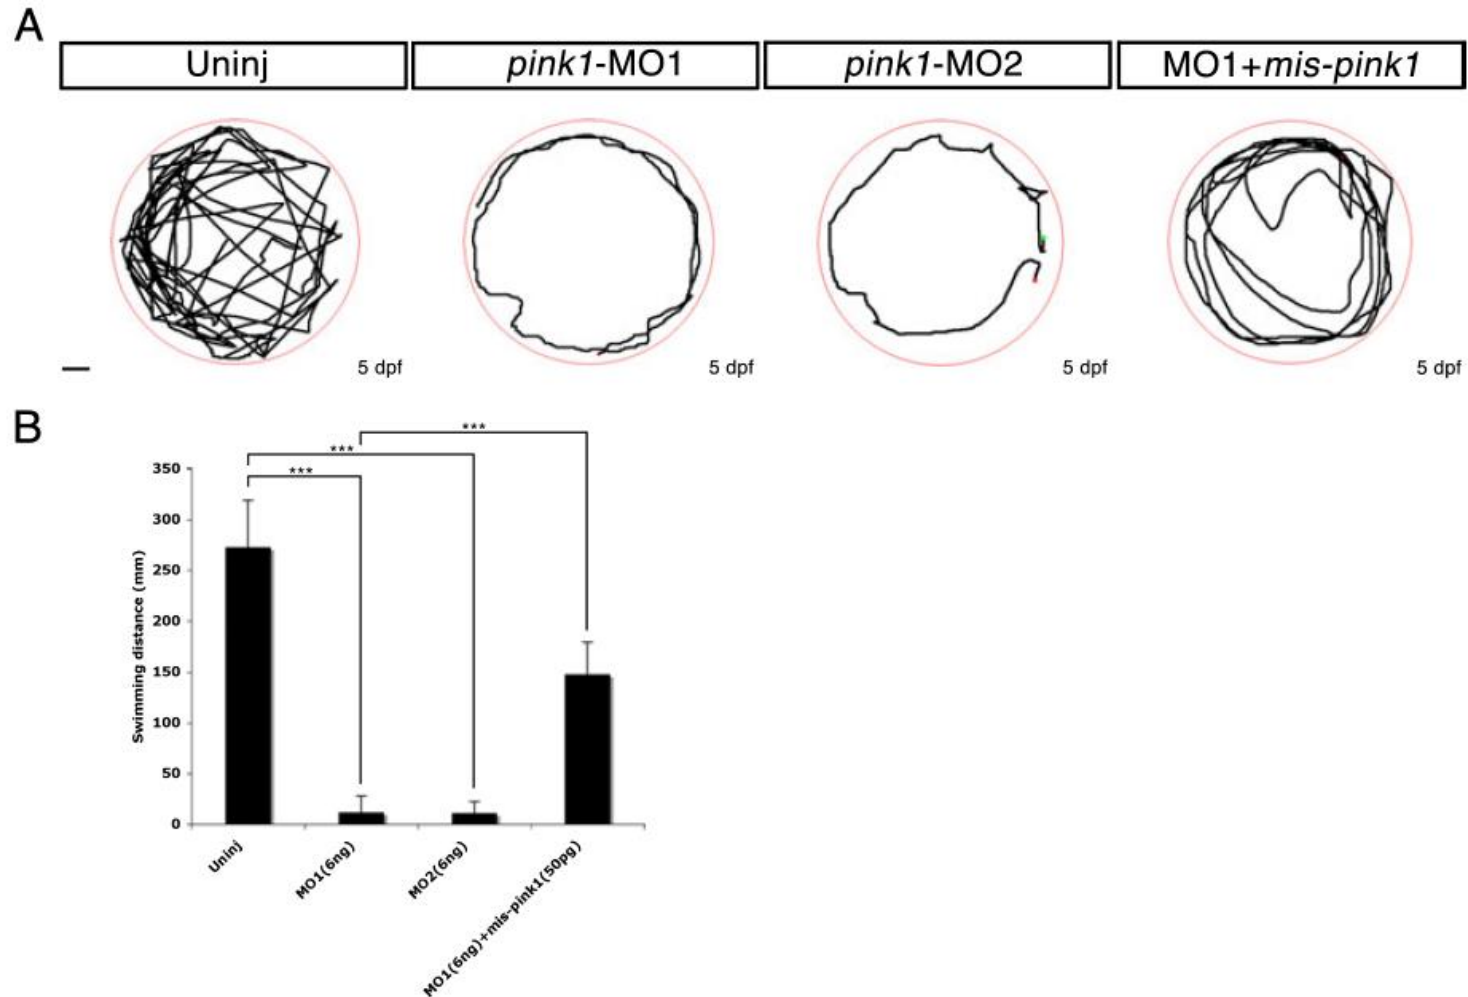 A
Uninj
pink1-MO1
pink1-MO2
MO1+mis-pink1
5 dpf
5 dpf
5 dpf
5 dpf
B
***
***
***
350
300
250
200
150
100
50
0
Swimming distance (mm)
Uninj
MO1(6ng)
MO2(6ng)
MO1(6ng)+mis-pink1(50pg)